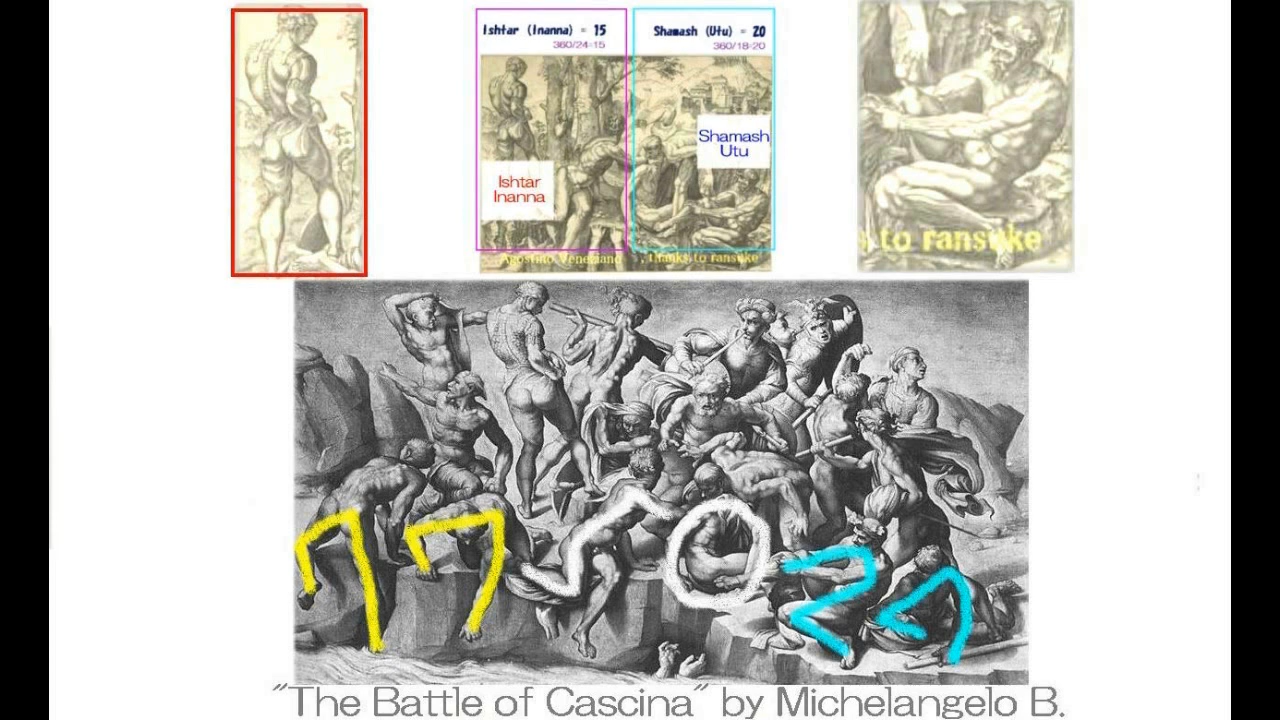 Ishtar (Inanna) = 15
360/24=15
Shamash (Utu) = 20
360/18=20
Ishtar
Inanna
Shamash
Utu
Agostino Veneziano
thanks to ransuke
to ransuke
"The Battle of Cascina" by Michelangelo B.